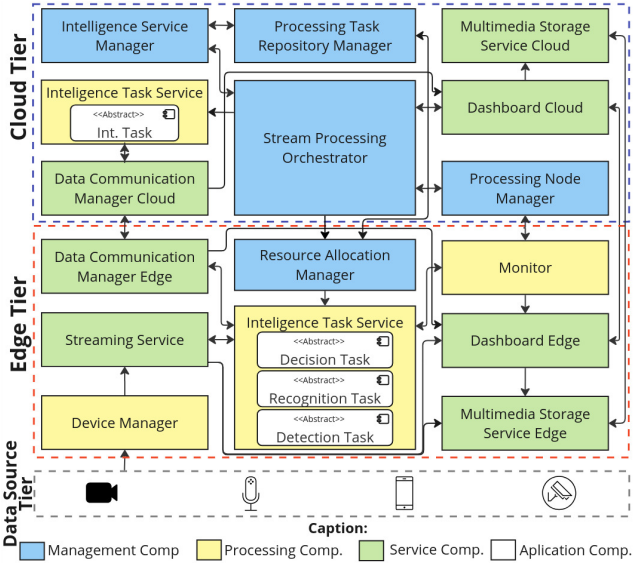 Cloud Tier
Intelligence Service
Manager
Processing Task
Repository Manager
Multimedia Storage
Service Cloud
Inteligence Task Service
<<Abstract>>
Int. Task
Stream Processing
Orchestrator
Dashboard Cloud
Data Communication
Manager Cloud
Processing Node
Manager
Edge Tier
Data Communication
Manager Edge
Resource Allocation
Manager
Monitor
Streaming Service
Inteligence Task Service
<<Abstract>>
Decision Task
<<Abstract>>
Recognition Task
<<Abstract>>
Detection Task
Dashboard Edge
Device Manager
Multimedia Storage
Service Edge
Data Source
Tier
Caption:
Management Comp
Processing Comp.
Service Comp.
Aplication Comp.